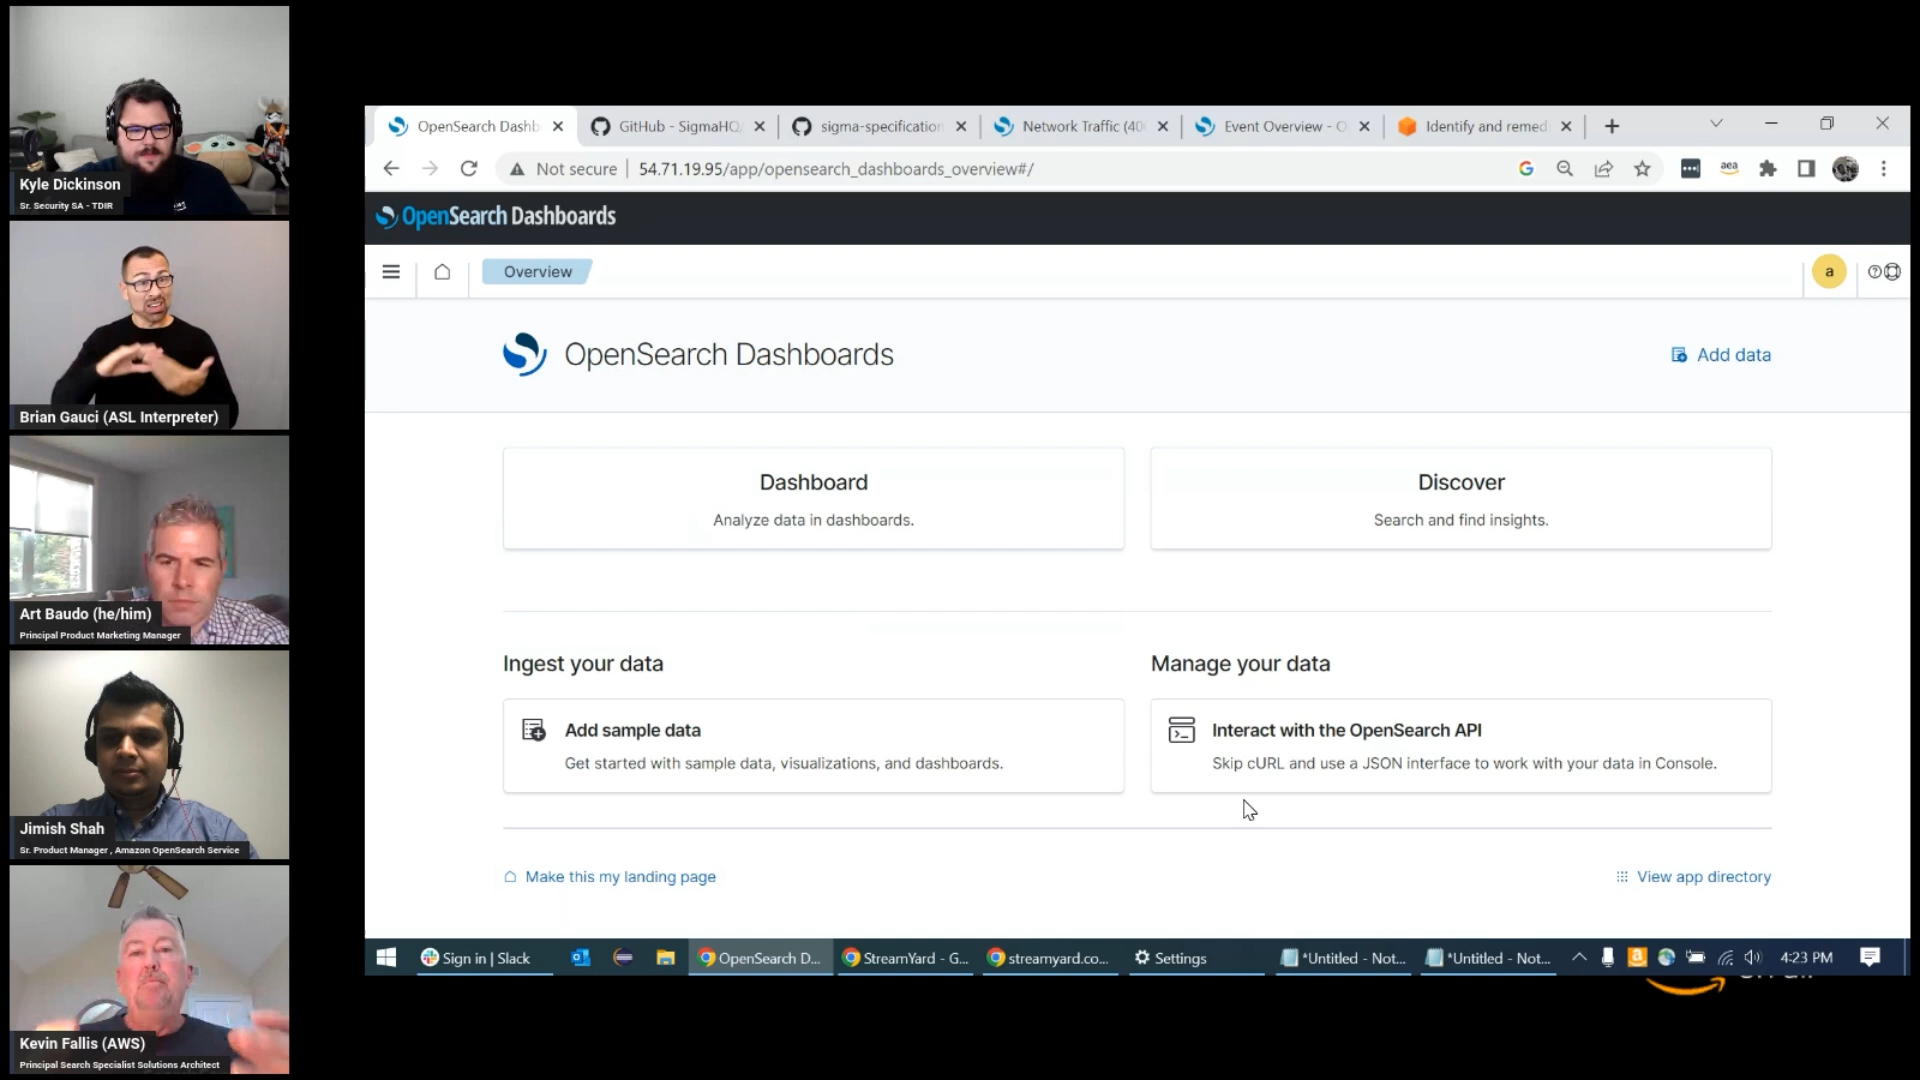 Kyle Dickinson
Sr. Security SA - TDIR
Brian Gauci (ASL Interpreter)
Art Baudo (he/him)
Principal Product Marketing Manager
Jimish Shah
Sr. Product Manager , Amazon OpenSearch Service
Kevin Fallis (AWS)
Principal Search Specialist Solutions Architect
OpenSearch Dashb
GitHub - SigmaHQ
sigma-specification
Network Traffic (40
Event Overview - O
Identify and remed
Not secure
54.71.19.95/app/opensearch_dashboards_overview#/
aea
OpenSearch Dashboards
Overview
a
OpenSearch Dashboards
Add data
Dashboard
Analyze data in dashboards.
Discover
Search and find insights.
Ingest your data
Manage your data
Add sample data
Get started with sample data, visualizations, and dashboards.
Interact with the OpenSearch API
Skip cURL and use a JSON interface to work with your data in Console.
Make this my landing page
View app directory
Sign in | Slack
OpenSearch D...
StreamYard - G...
streamyard.co...
Settings
*Untitled - Not...
*Untitled - Not...
4:23 PM